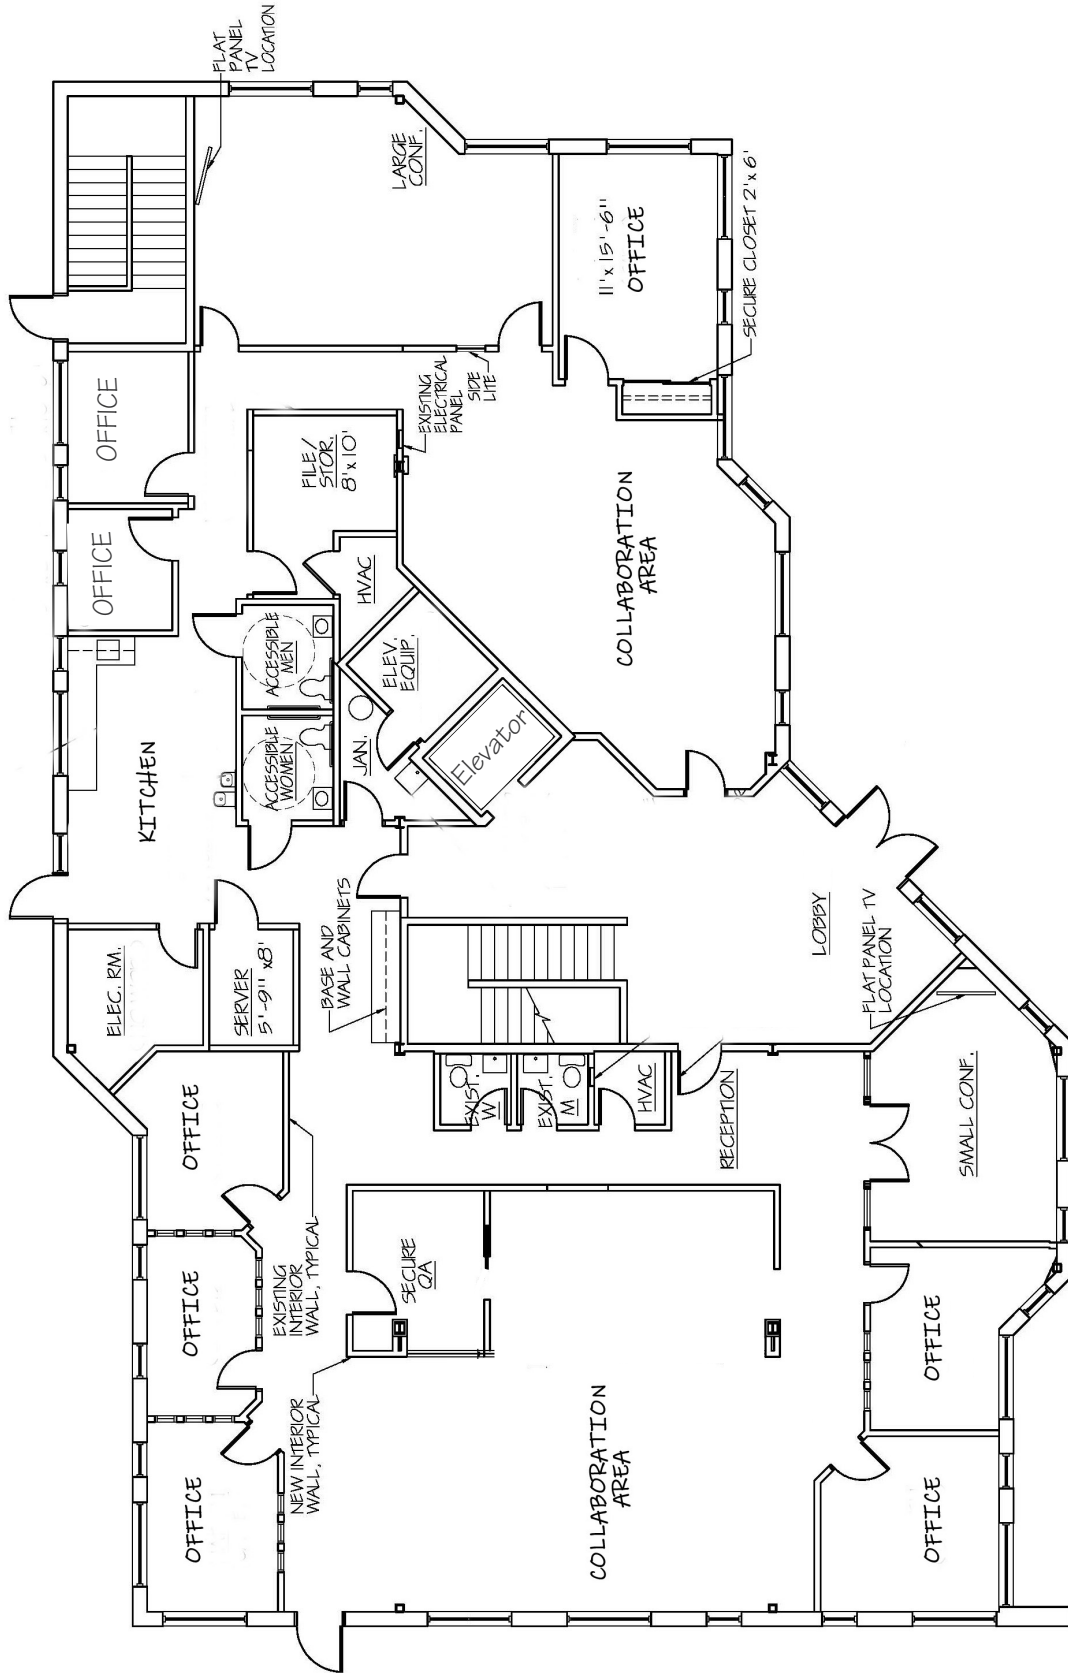 FLAT
PANEL
TV
LOCATION
LARGE
CONF.
11' x 15'-6"
OFFICE
SECURE CLOSET 2' x 6'
OFFICE
OFFICE
EXISTING
ELECTRICAL
PANEL
SIDE
LITE
FILE/
STOR.
8' x 10'
HVAC
COLLABORATION
AREA
ACCESSIBLE
MEN
ELEV.
EQUIP.
KITCHEN
ACCESSIBLE
WOMEN
JAN.
Elevator
BASE AND
WALL CABINETS
LOBBY
FLAT PANEL TV
LOCATION
ELEC. RM.
SERVER
5'-9" x8'
OFFICE
EXIST.
W
EXIST.
M
HVAC
RECEPTION
SMALL CONF.
OFFICE
EXISTING
INTERIOR
WALL, TYPICAL
SECURE
QA
OFFICE
NEW INTERIOR
WALL, TYPICAL
OFFICE
COLLABORATION
AREA
OFFICE